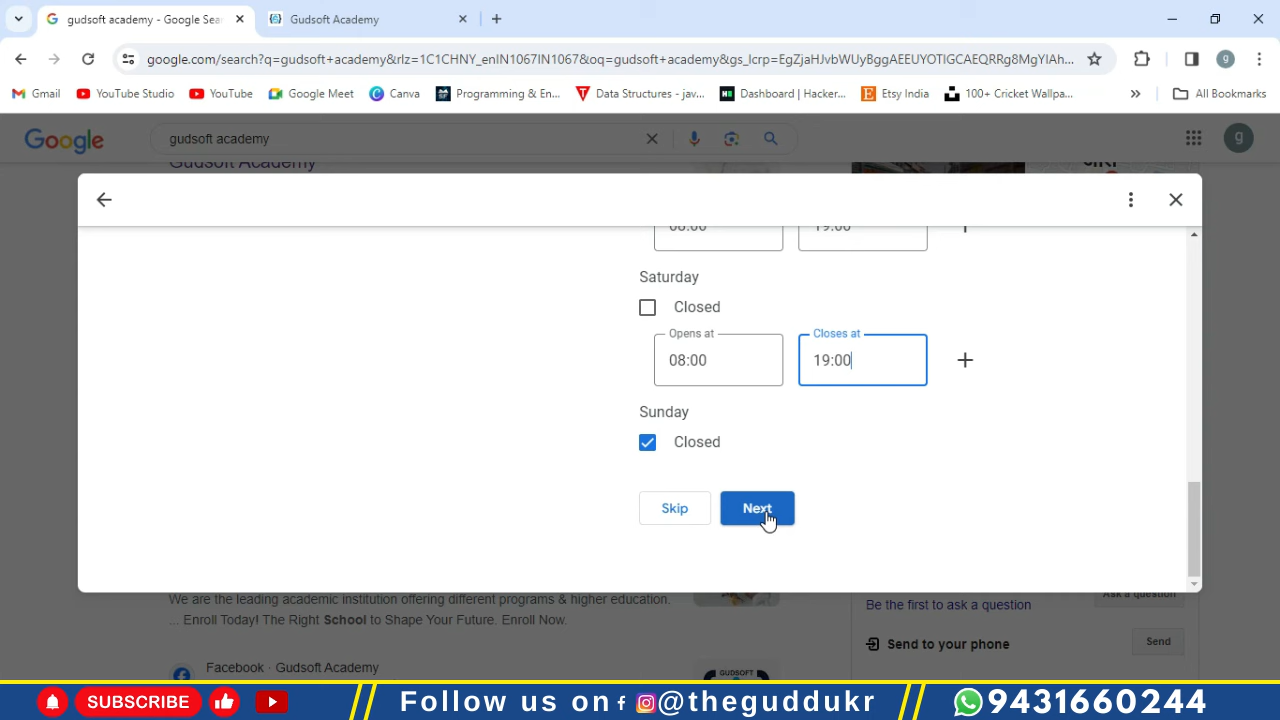 gudsoft academy - Google Sea
Gudsoft Academy
google.com/search?q=gudsoft+academy&rlz=1C1CHNY_enIN1067IN1067&oq=gudsoft+academy&gs_lcrp=EgZjaHJvbWUyBggAEEUYOTIGCAEQRRg8MgYIAh...
g
Gmail
YouTube Studio
YouTube
Google Meet
Canva
Programming & En...
Data Structures - jav...
Dashboard | Hacker...
Etsy India
100+ Cricket Wallpa...
All Bookmarks
Google
gudsoft academy
g
Gudsoft Academy
08:00
19:00
Saturday
Closed
Opens at
08:00
Closes at
19:00
Sunday
Closed
Skip
Next
We are the leading academic institution offering different programs & higher education.
... Enroll Today! The Right School to Shape Your Future. Enroll Now.
Be the first to ask a question
Ask a question
Send to your phone
Send
Facebook · Gudsoft Academy
GUDSOFT
SUBSCRIBE
Follow us on f @theguddukr
9431660244